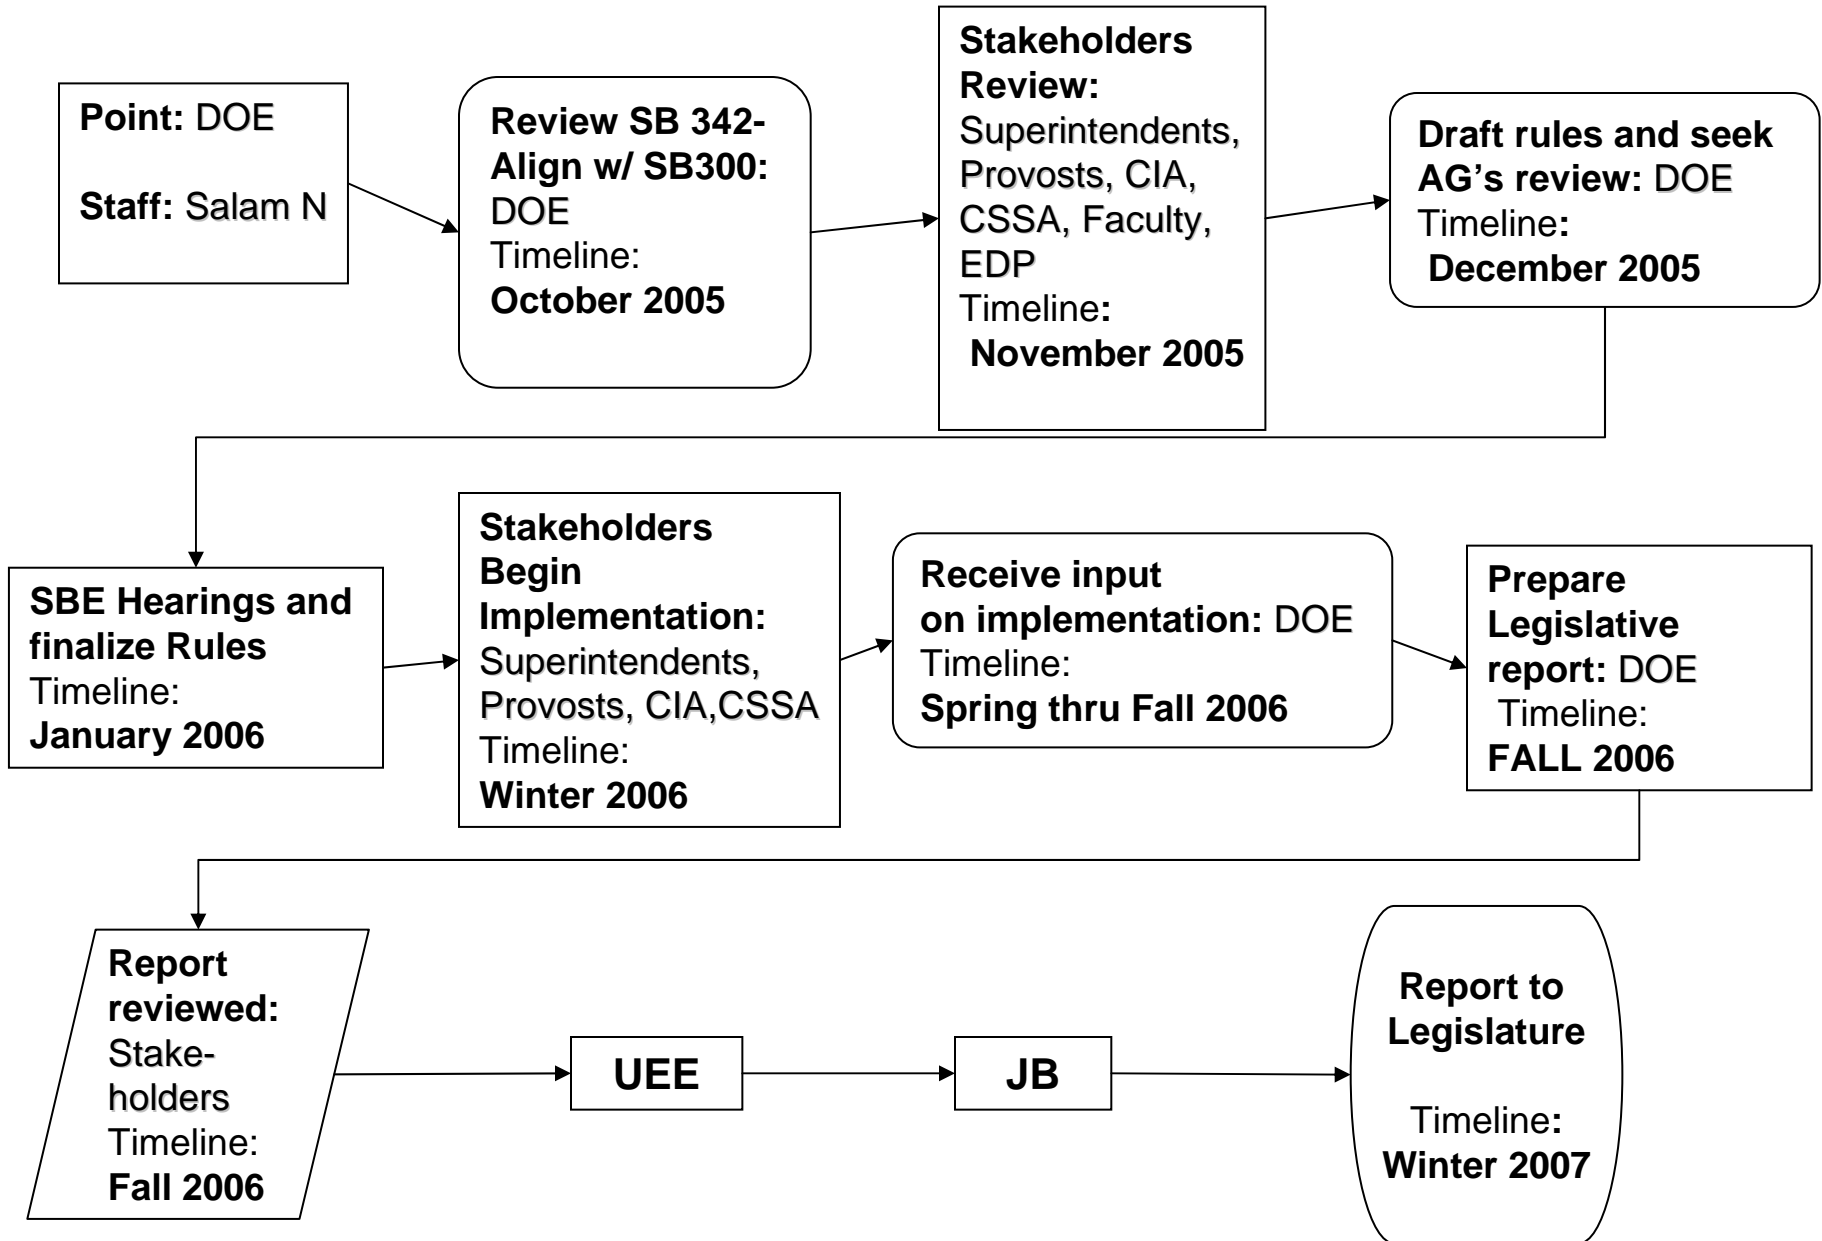 Point: DOE
Staff: Salam N
Review SB 342-
Align w/ SB300:
DOE
Timeline:
October 2005
Stakeholders
Review:
Superintendents,
Provosts, CIA,
CSSA, Faculty,
EDP
Timeline:
November 2005
Draft rules and seek
AG’s review: DOE
Timeline:
December 2005
SBE Hearings and
finalize Rules
Timeline:
January 2006
Stakeholders
Begin
Implementation:
Superintendents,
Provosts, CIA,CSSA
Timeline:
Winter 2006
Receive input
on implementation: DOE
Timeline:
Spring thru Fall 2006
Prepare
Legislative
report: DOE
Timeline:
FALL 2006
Report
reviewed:
Stake-
holders
Timeline:
Fall 2006
UEE
JB
Report to
Legislature
Timeline:
Winter 2007